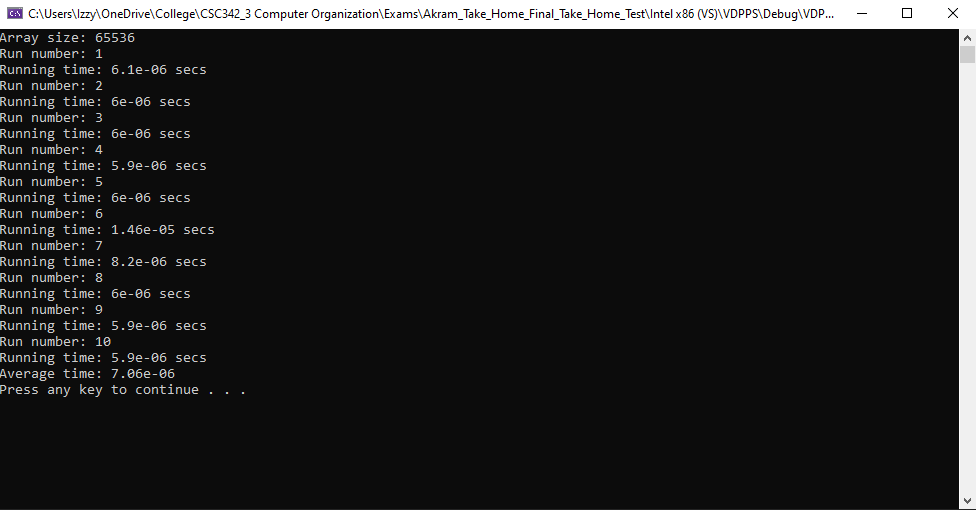 C:\Users\Izzy\OneDrive\College\CSC342_3 Computer Organization\Exams\Akram_Take_Home_Final_Take_Home_Test\Intel x86 (VS)\VDPPS\Debug\VDP...
Array size: 65536
Run number: 1
Running time: 6.1e-06 secs
Run number: 2
Running time: 6e-06 secs
Run number: 3
Running time: 6e-06 secs
Run number: 4
Running time: 5.9e-06 secs
Run number: 5
Running time: 6e-06 secs
Run number: 6
Running time: 1.46e-05 secs
Run number: 7
Running time: 8.2e-06 secs
Run number: 8
Running time: 6e-06 secs
Run number: 9
Running time: 5.9e-06 secs
Run number: 10
Running time: 5.9e-06 secs
Average time: 7.06e-06
Press any key to continue . . .